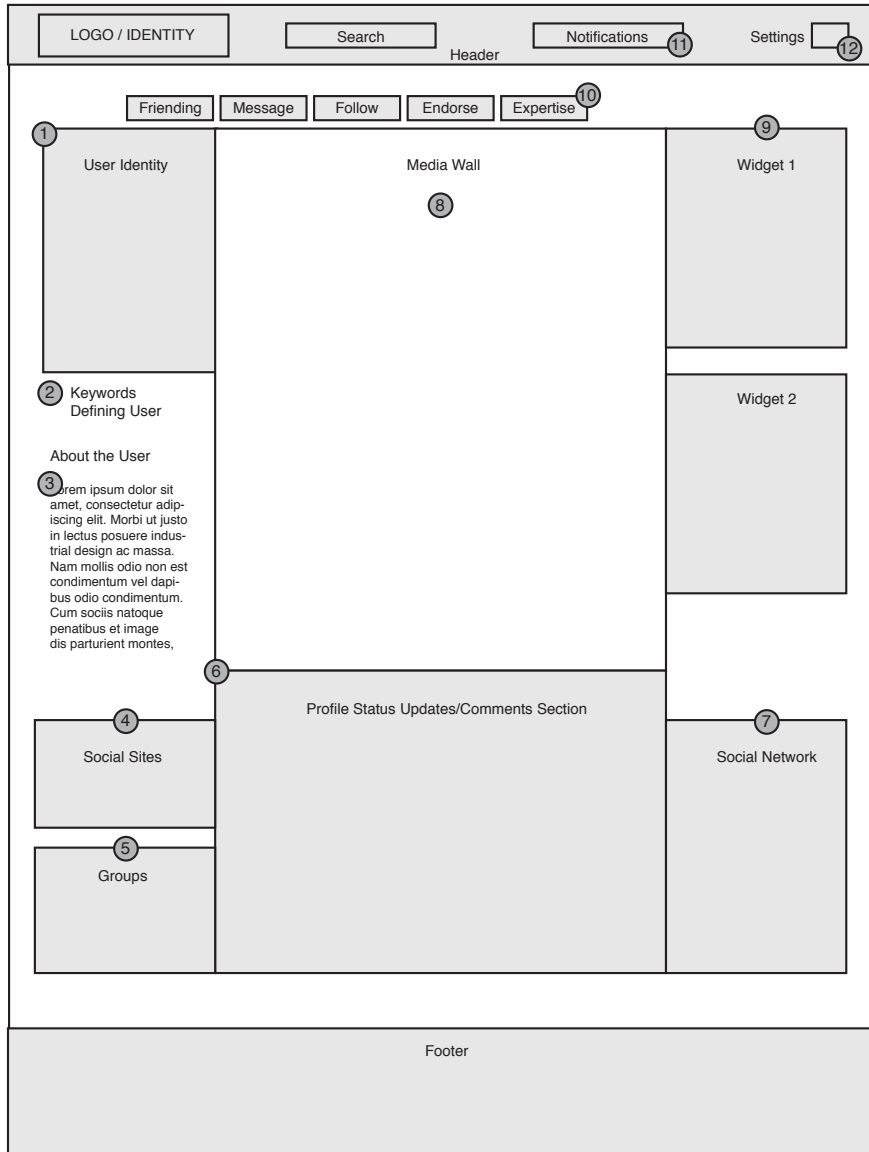 LOGO / IDENTITY
Search
Notifications
11
Settings
12
Header
Friending
Message
Follow
Endorse
Expertise
10
1
User Identity
Media Wall
8
9
Widget 1
2
Keywords
Defining User
Widget 2
About the User
3
orem ipsum dolor sit
amet, consectetur adip-
iscing elit. Morbi ut justo
in lectus posuere indus-
trial design ac massa.
Nam mollis odio non est
condimentum vel dapi-
bus odio condimentum.
Cum sociis natoque
penatibus et image
dis parturient montes,
6
Profile Status Updates/Comments Section
4
Social Sites
7
Social Network
5
Groups
Footer